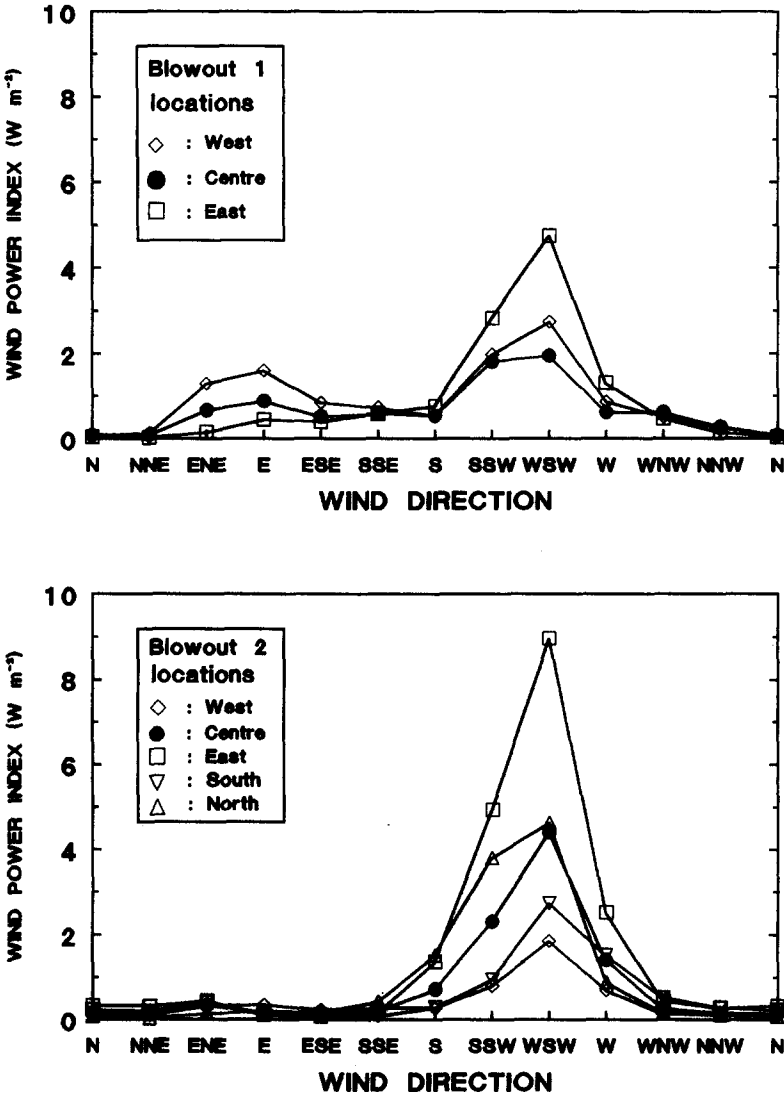 10
8
6
4
2
0
WIND POWER INDEX (W m⁻²)
Blowout 1
locations
: West
: Centre
: East
N NNE ENE E ESE SSE S SSW WSW W WNW NNW N
WIND DIRECTION
10
8
6
4
2
0
WIND POWER INDEX (W m⁻²)
Blowout 2
locations
: West
: Centre
: East
: South
: North
N NNE ENE E ESE SSE S SSW WSW W WNW NNW N
WIND DIRECTION